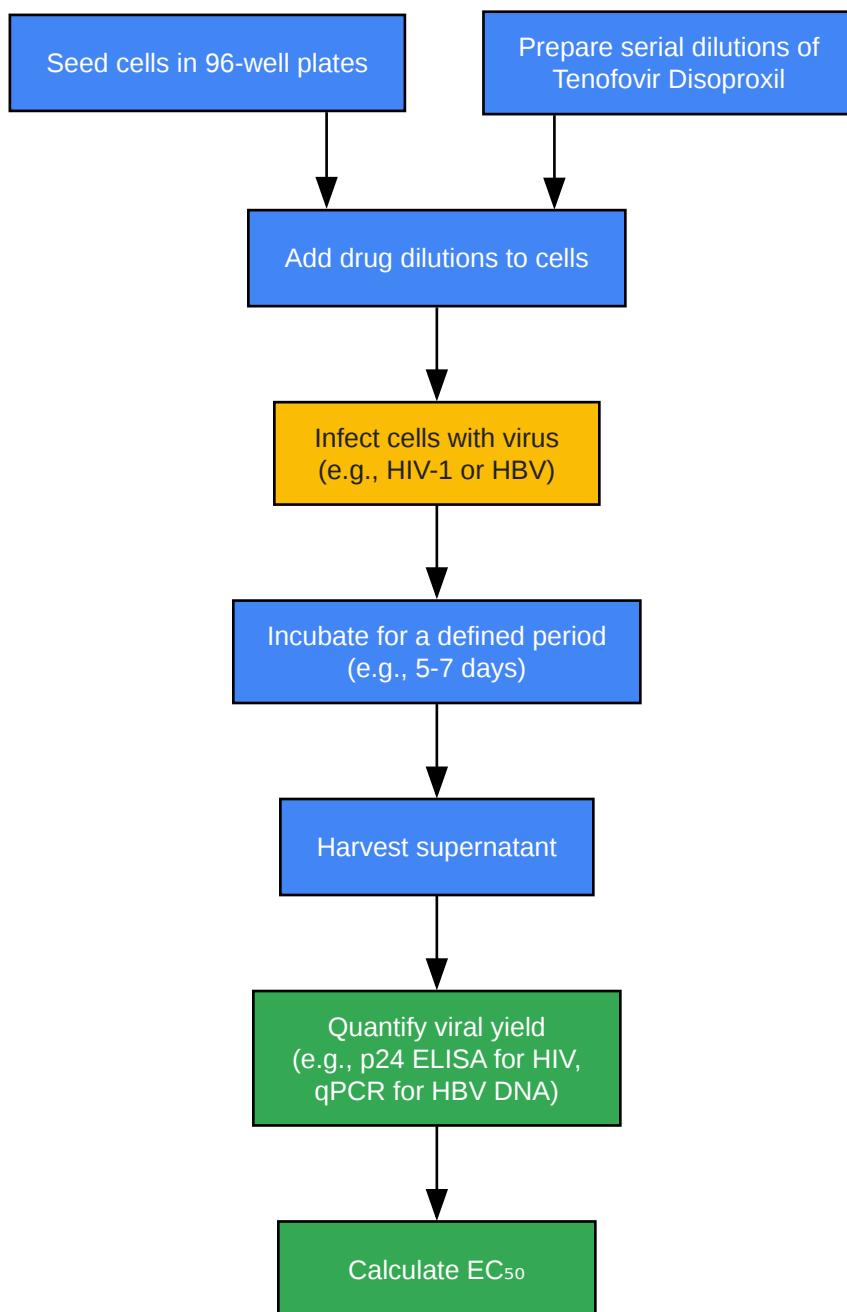 Seed cells in 96-well plates
Prepare serial dilutions of
Tenofovir Disoproxil
Add drug dilutions to cells
Infect cells with virus
(e.g., HIV-1 or HBV)
Incubate for a defined period
(e.g., 5-7 days)
Harvest supernatant
Quantify viral yield
(e.g., p24 ELISA for HIV,
qPCR for HBV DNA)
Calculate EC₅₀